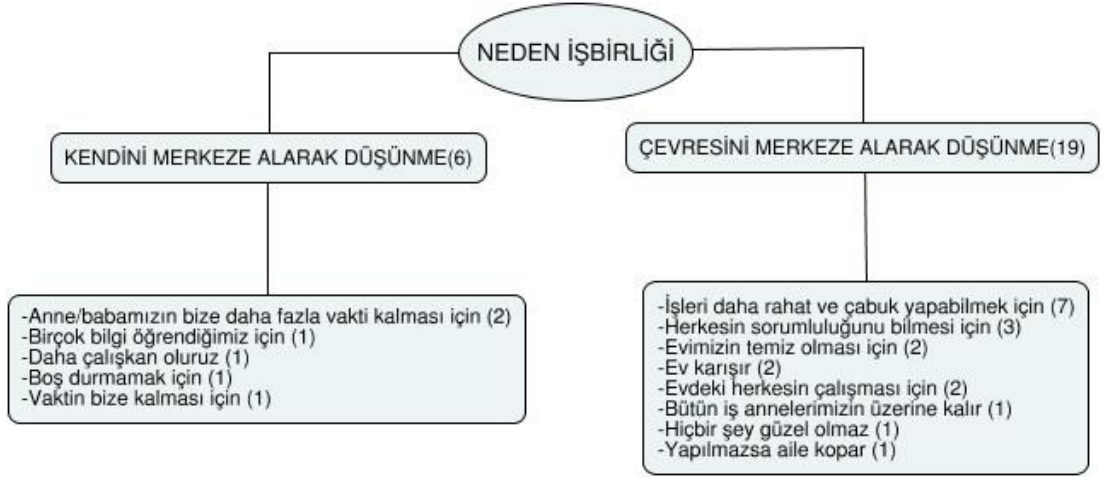 NEDEN İŞBİRLİĞİ
KENDİNİ MERKEZE ALARAK DÜŞÜNME(6)
ÇEVRESİNİ MERKEZE ALARAK DÜŞÜNME(19)
-Anne/babamızın bize daha fazla vakti kalması için (2)
-Birçok bilgi öğrendiğimiz için (1)
-Daha çalışkan oluruz (1)
-Boş durmamak için (1)
-Vaktin bize kalması için (1)
-İşleri daha rahat ve çabuk yapabilmek için (7)
-Herkesin sorumluluğunu bilmesi için (3)
-Evimizin temiz olması için (2)
-Ev karışır (2)
-Evdeki herkesin çalışması için (2)
-Bütün iş annelerimizin üzerine kalır (1)
-Hiçbir şey güzel olmaz (1)
-Yapılmazsa aile kopar (1)